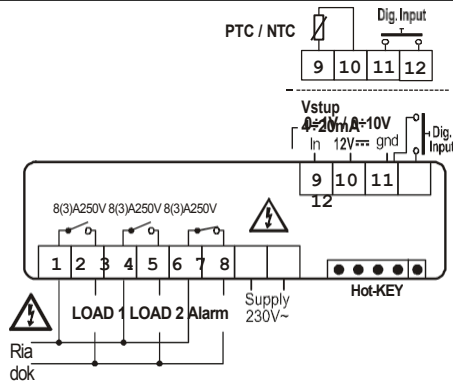 Dig. Input
PTC / NTC
9 10 11 12
Vstup
0÷1V / 0÷10V
4÷20mA
In 12V gnd
Dig.
Input
9 10 11
12
8(3)A250V 8(3)A250V 8(3)A250V
1 2 3 4 5 6 7 8
Hot-KEY
LOAD 1 LOAD 2 Alarm
Supply
230V~
Ria
dok